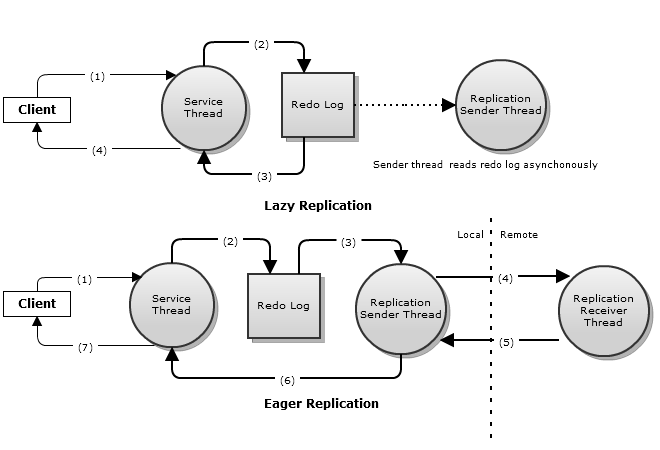 (1)
(2)
Client
Service
Thread
Redo Log
Replication
Sender Thread
(4)
(3)
Sender thread reads redo log asynchonously
Lazy Replication
Local
Remote
(1)
(2)
(3)
(4)
Client
Service
Thread
Redo Log
Replication
Sender Thread
Replication
Receiver
Thread
(7)
(5)
(6)
Eager Replication